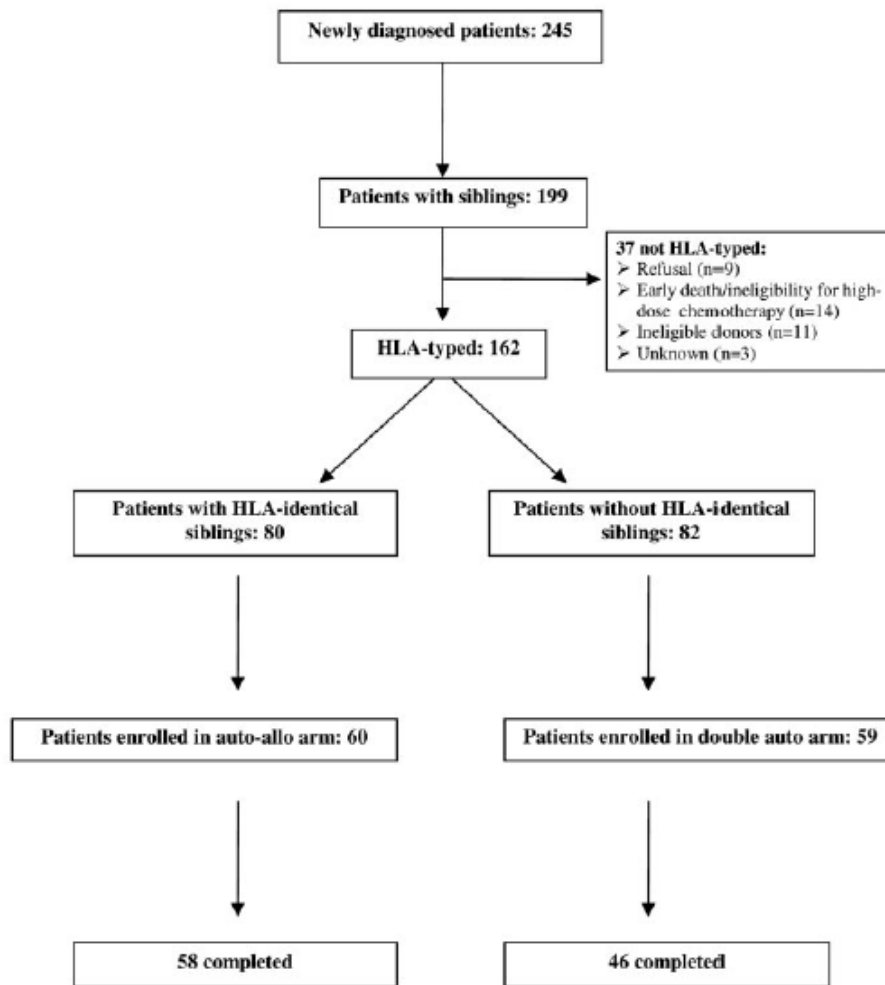 Newly diagnosed patients: 245
Patients with siblings: 199
37 not HLA-typed:
➢ Refusal (n=9)
➢ Early death/ineligibility for high-
dose chemotherapy (n=14)
➢ Ineligible donors (n=11)
➢ Unknown (n=3)
HLA-typed: 162
Patients with HLA-identical
siblings: 80
Patients without HLA-identical
siblings: 82
Patients enrolled in auto-allo arm: 60
Patients enrolled in double auto arm: 59
58 completed
46 completed